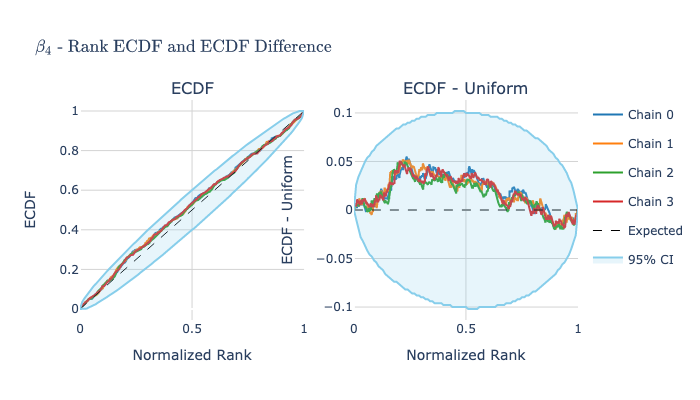 β₄ - Rank ECDF and ECDF Difference
ECDF
ECDF
1
0.8
0.6
0.4
0.2
0
0
0.5
1
Normalized Rank
ECDF - Uniform
ECDF - Uniform
0.1
0.05
0
−0.05
−0.1
0
0.5
1
Normalized Rank
Chain 0
Chain 1
Chain 2
Chain 3
Expected
95% CI